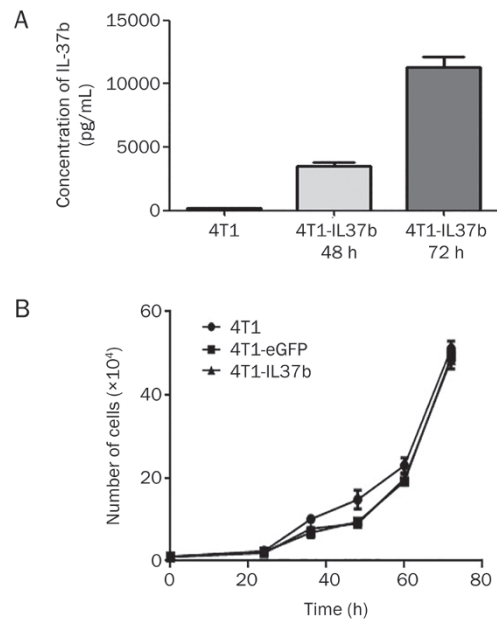 A
Concentration of IL-37b
(pg/mL)
15000
10000
5000
0
4T1
4T1-IL37b
48 h
4T1-IL37b
72 h
B
Number of cells (×10⁴)
60
40
20
0
4T1
4T1-eGFP
4T1-IL37b
0
20
40
60
80
Time (h)